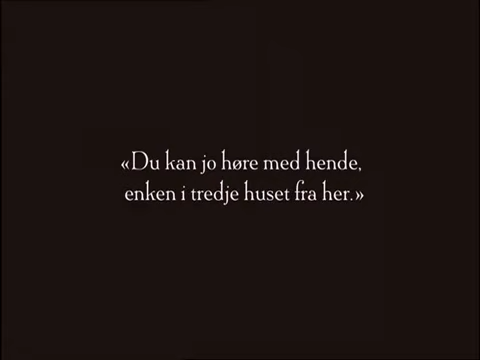 «Du kan jo høre med hende,
enken i tredje huset fra her.»